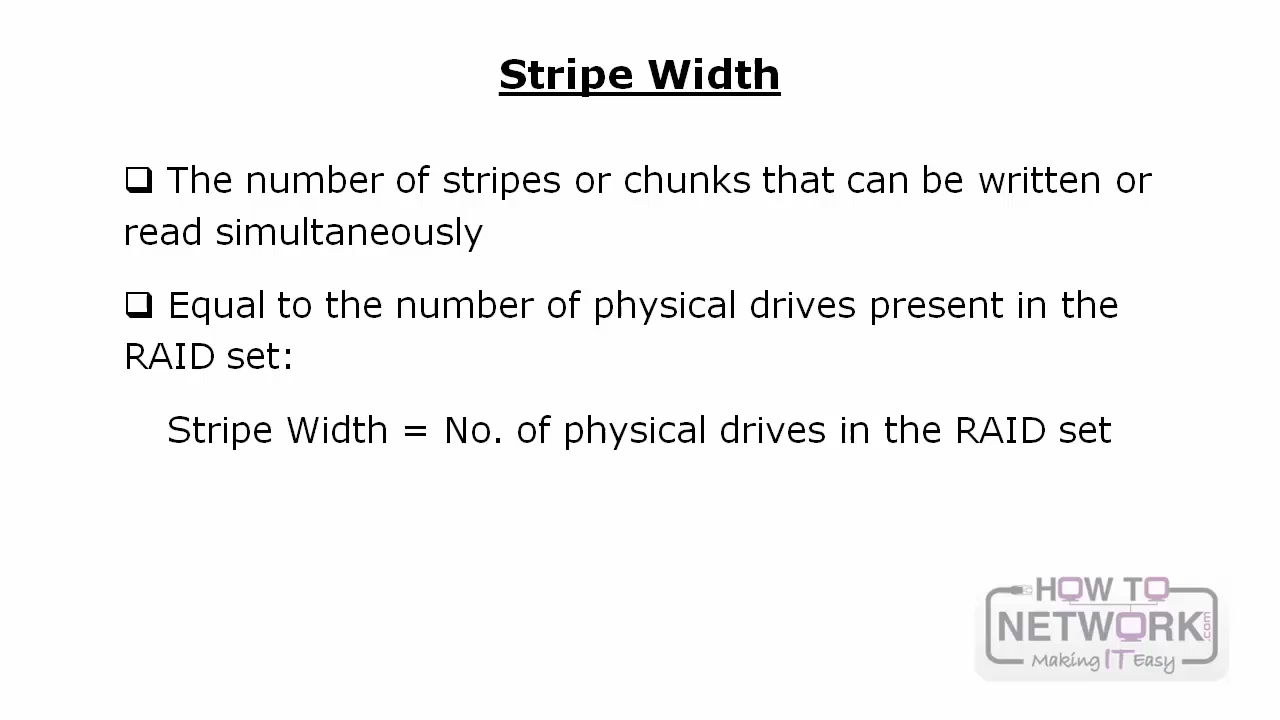 Stripe Width
❑ The number of stripes or chunks that can be written or
read simultaneously
❑ Equal to the number of physical drives present in the
RAID set:
Stripe Width = No. of physical drives in the RAID set
HOW TO
NETWORK.com
Making IT Easy